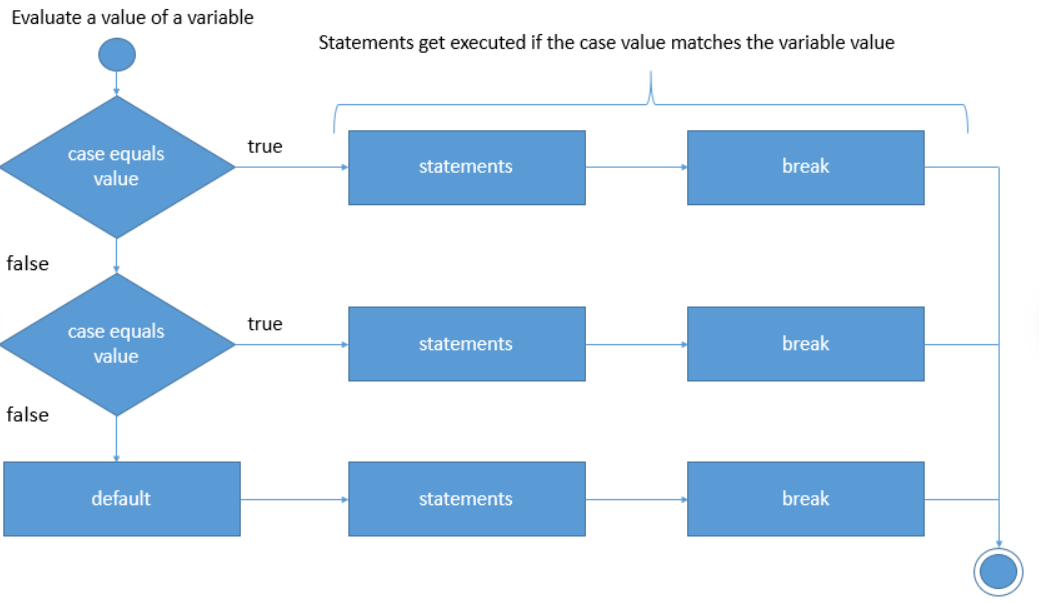 Evaluate a value of a variable
Statements get executed if the case value matches the variable value
case equals
value
true
statements
break
false
case equals
value
true
statements
break
false
default
statements
break